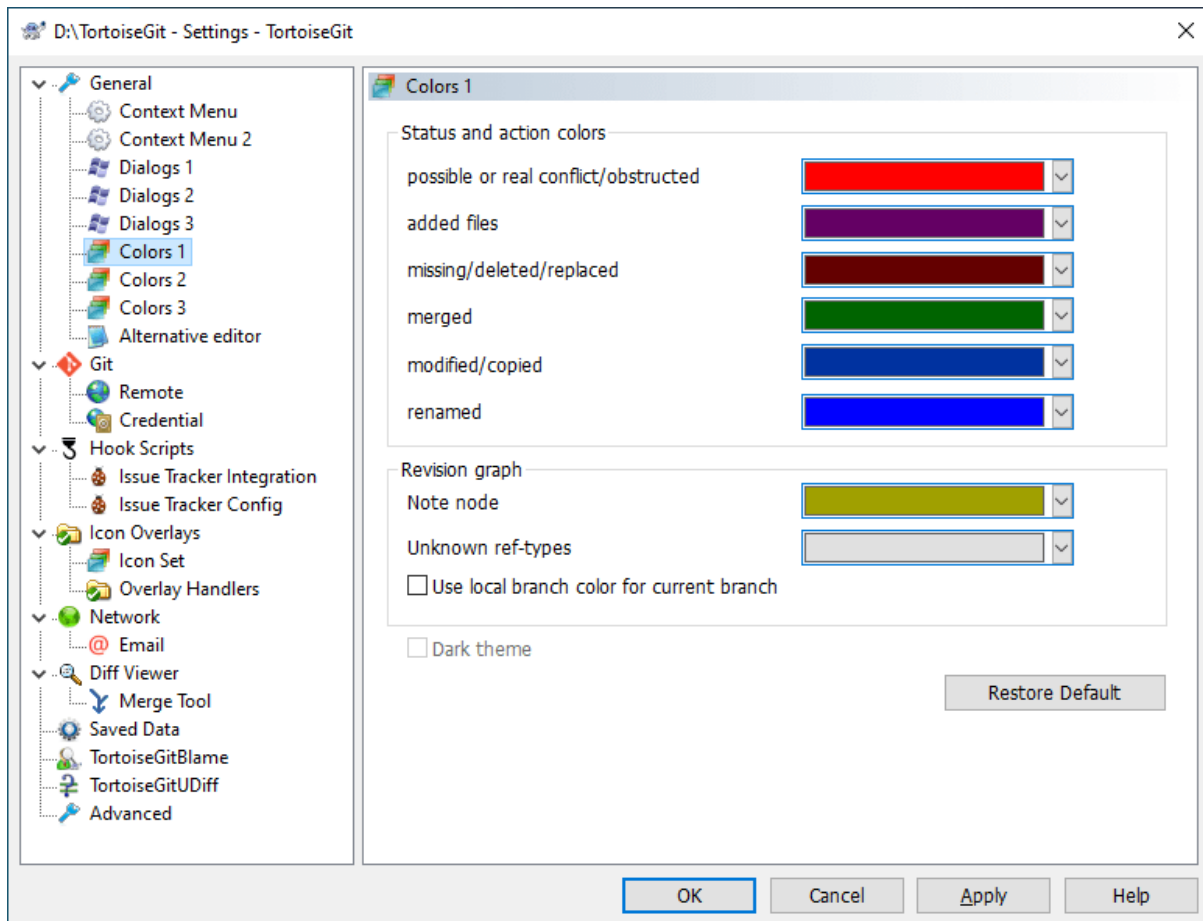 D:\TortoiseGit - Settings - TortoiseGit
General
Context Menu
Context Menu 2
Dialogs 1
Dialogs 2
Dialogs 3
Colors 1
Colors 2
Colors 3
Alternative editor
Git
Remote
Credential
Hook Scripts
Issue Tracker Integration
Issue Tracker Config
Icon Overlays
Icon Set
Overlay Handlers
Network
Email
Diff Viewer
Merge Tool
Saved Data
TortoiseGitBlame
TortoiseGitUDiff
Advanced
Colors 1
Status and action colors
possible or real conflict/obstructed
added files
missing/deleted/replaced
merged
modified/copied
renamed
Revision graph
Note node
Unknown ref-types
Use local branch color for current branch
Dark theme
Restore Default
OK
Cancel
Apply
Help